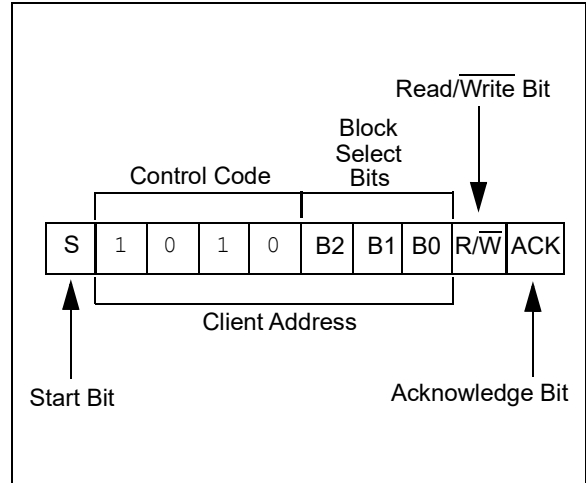 Read/Write Bit
Block
Select
Bits
Control Code
S 1 0 1 0 B2 B1 B0 R/W ACK
Client Address
Start Bit
Acknowledge Bit